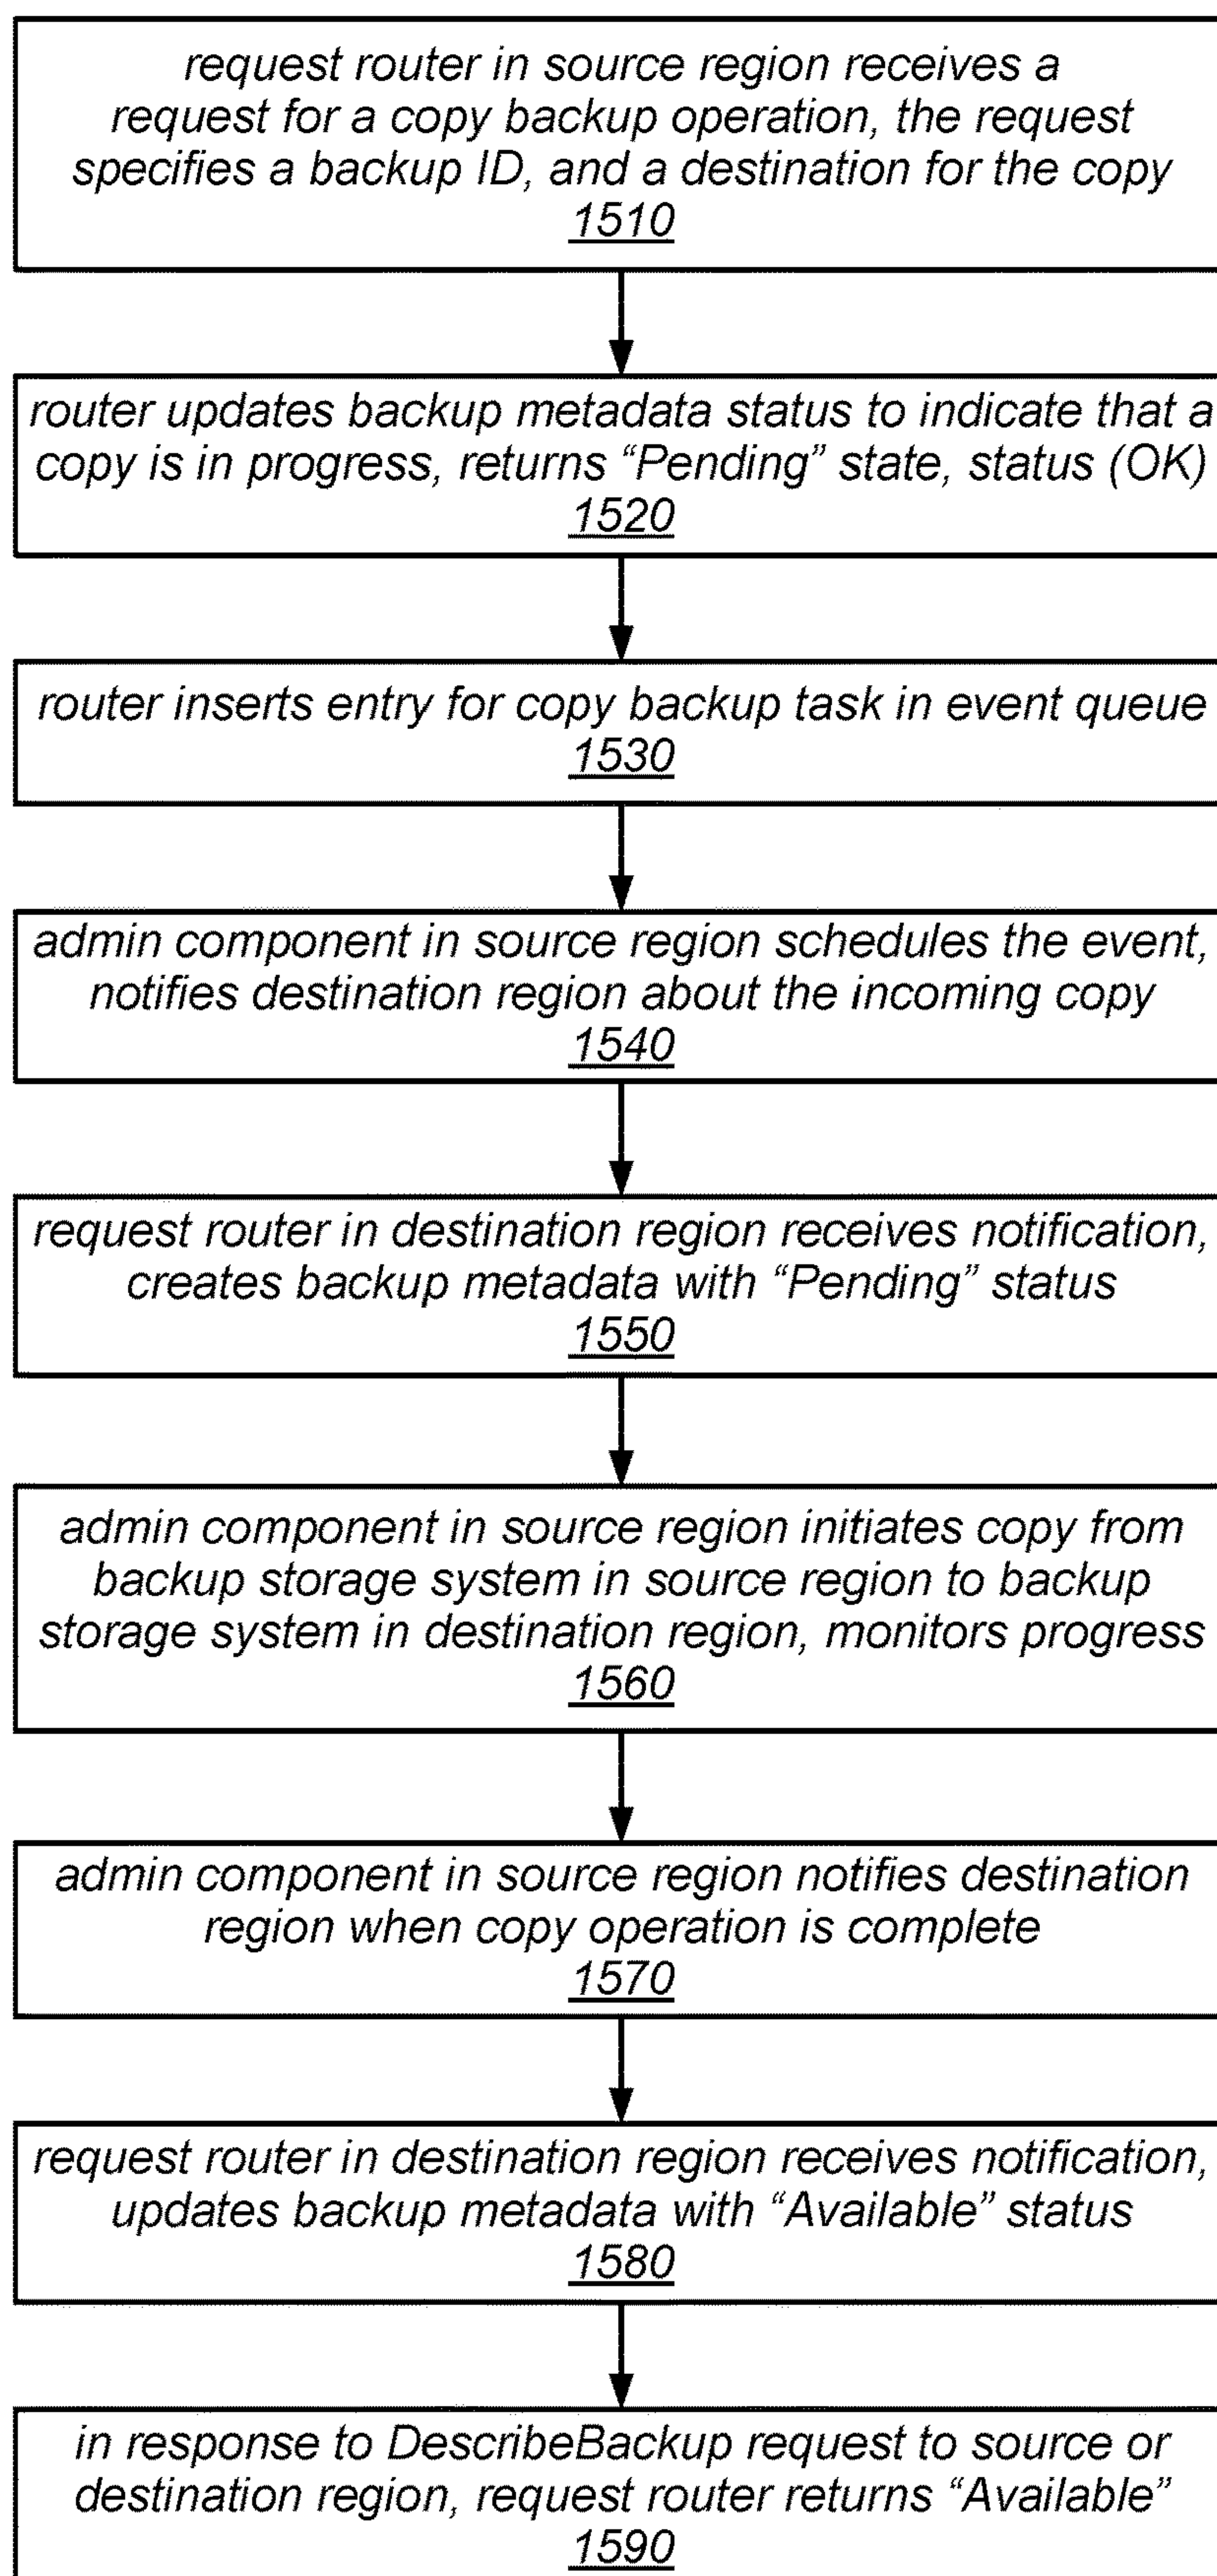 request router in source region receives a
request for a copy backup operation, the request
specifies a backup ID, and a destination for the copy
1510
router updates backup metadata status to indicate that a
copy is in progress, returns “Pending” state, status (OK)
1520
router inserts entry for copy backup task in event queue
1530
admin component in source region schedules the event,
notifies destination region about the incoming copy
1540
request router in destination region receives notification,
creates backup metadata with “Pending” status
1550
admin component in source region initiates copy from
backup storage system in source region to backup
storage system in destination region, monitors progress
1560
admin component in source region notifies destination
region when copy operation is complete
1570
request router in destination region receives notification,
updates backup metadata with “Available” status
1580
in response to DescribeBackup request to source or
destination region, request router returns “Available”
1590